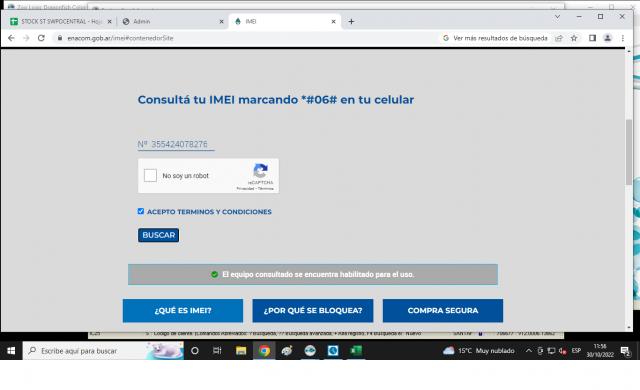 STOCK ST SWPOCENTRAL - Hoja
Admin
IMEI
enacom.gob.ar/imei#contenedorSite
Ver más resultados de búsqueda
Consultá tu IMEI marcando *#06# en tu celular
Nº 355424078276
No soy un robot
reCAPTCHA
Privacidad - Términos
ACEPTO TERMINOS Y CONDICIONES
BUSCAR
El equipo consultado se encuentra habilitado para el uso.
¿QUÉ ES IMEI?
¿POR QUÉ SE BLOQUEA?
COMPRA SEGURA
Escribe aquí para buscar
15°C Muy nublado
ESP
11:56
30/10/2022